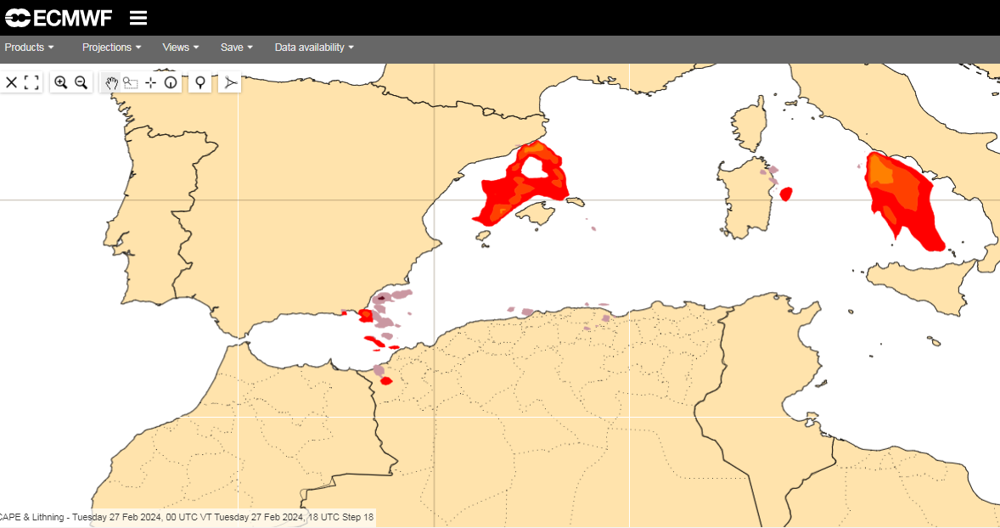 ECMWF
Products Projections Views Save Data availability
CAPE & Lithning - Tuesday 27 Feb 2024, 00 UTC VT Tuesday 27 Feb 2024, 18 UTC Step 18